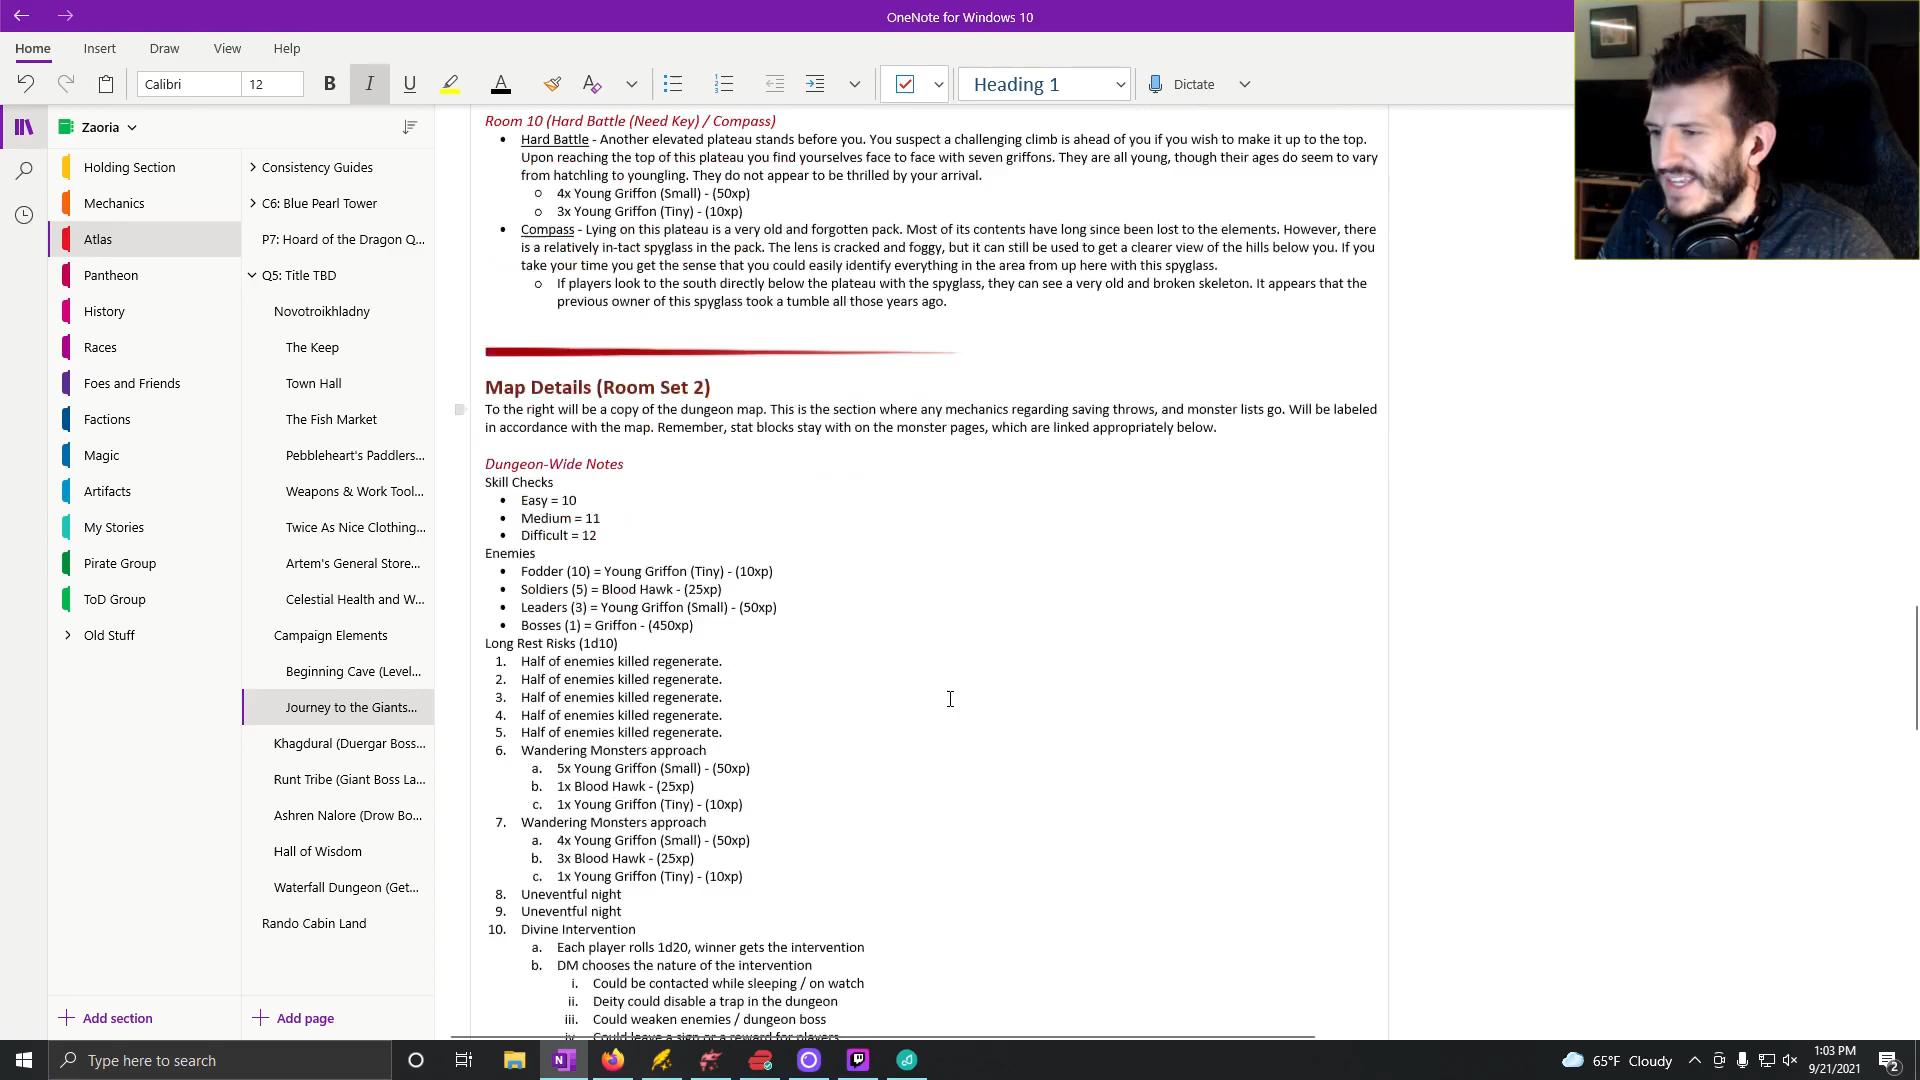 OneNote for Windows 10
Home
Insert
Draw
View
Help
Calibri
12
B
I
U
A
A
Heading 1
Dictate
Zaoria
Holding Section
Mechanics
Atlas
Pantheon
History
Races
Foes and Friends
Factions
Magic
Artifacts
My Stories
Pirate Group
ToD Group
Old Stuff
Add section
Consistency Guides
C6: Blue Pearl Tower
P7: Hoard of the Dragon Q...
Q5: Title TBD
Novotroikhladny
The Keep
Town Hall
The Fish Market
Pebbleheart's Paddlers...
Weapons & Work Tool...
Twice As Nice Clothing...
Artem's General Store...
Celestial Health and W...
Campaign Elements
Beginning Cave (Level...
Journey to the Giants...
Khagdural (Duergar Boss...
Runt Tribe (Giant Boss La...
Ashren Nalore (Drow Bo...
Hall of Wisdom
Waterfall Dungeon (Get...
Rando Cabin Land
Add page
Room 10 (Hard Battle (Need Key) / Compass)
• Hard Battle - Another elevated plateau stands before you. You suspect a challenging climb is ahead of you if you wish to make it up to the top.
Upon reaching the top of this plateau you find yourselves face to face with seven griffons. They are all young, though their ages do seem to vary
from hatchling to youngling. They do not appear to be thrilled by your arrival.
○ 4x Young Griffon (Small) - (50xp)
○ 3x Young Griffon (Tiny) - (10xp)
• Compass - Lying on this plateau is a very old and forgotten pack. Most of its contents have long since been lost to the elements. However, there
is a relatively in-tact spyglass in the pack. The lens is cracked and foggy, but it can still be used to get a clearer view of the hills below you. If you
take your time you get the sense that you could easily identify everything in the area from up here with this spyglass.
○ If players look to the south directly below the plateau with the spyglass, they can see a very old and broken skeleton. It appears that the
previous owner of this spyglass took a tumble all those years ago.
Map Details (Room Set 2)
To the right will be a copy of the dungeon map. This is the section where any mechanics regarding saving throws, and monster lists go. Will be labeled
in accordance with the map. Remember, stat blocks stay with on the monster pages, which are linked appropriately below.
Dungeon-Wide Notes
Skill Checks
• Easy = 10
• Medium = 11
• Difficult = 12
Enemies
• Fodder (10) = Young Griffon (Tiny) - (10xp)
• Soldiers (5) = Blood Hawk - (25xp)
• Leaders (3) = Young Griffon (Small) - (50xp)
• Bosses (1) = Griffon - (450xp)
Long Rest Risks (1d10)
1. Half of enemies killed regenerate.
2. Half of enemies killed regenerate.
3. Half of enemies killed regenerate.
4. Half of enemies killed regenerate.
5. Half of enemies killed regenerate.
6. Wandering Monsters approach
a. 5x Young Griffon (Small) - (50xp)
b. 1x Blood Hawk - (25xp)
c. 1x Young Griffon (Tiny) - (10xp)
7. Wandering Monsters approach
a. 4x Young Griffon (Small) - (50xp)
b. 3x Blood Hawk - (25xp)
c. 1x Young Griffon (Tiny) - (10xp)
8. Uneventful night
9. Uneventful night
10. Divine Intervention
a. Each player rolls 1d20, winner gets the intervention
b. DM chooses the nature of the intervention
i. Could be contacted while sleeping / on watch
ii. Deity could disable a trap in the dungeon
iii. Could weaken enemies / dungeon boss
iv. Could leave a sign or a reward for players
Type here to search
65°F Cloudy
1:03 PM
9/21/2021
2